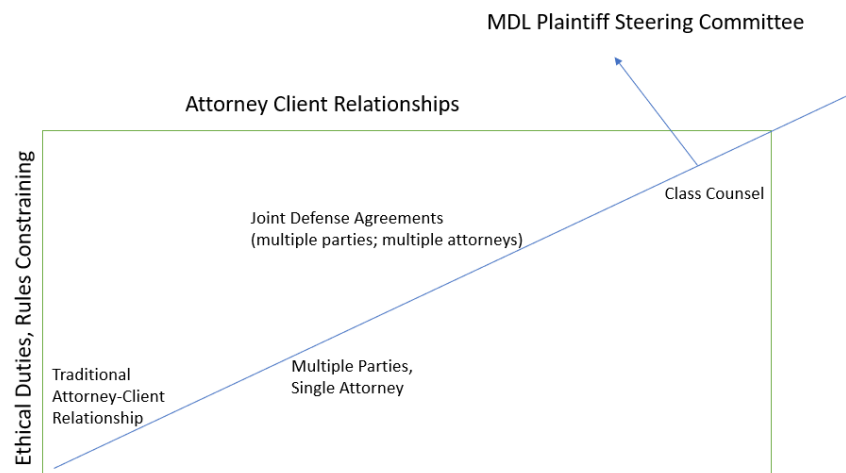 MDL Plaintiff Steering Committee
Attorney Client Relationships
Ethical Duties, Rules Constraining
Class Counsel
Joint Defense Agreements
(multiple parties; multiple attorneys)
Multiple Parties,
Single Attorney
Traditional
Attorney-Client
Relationship